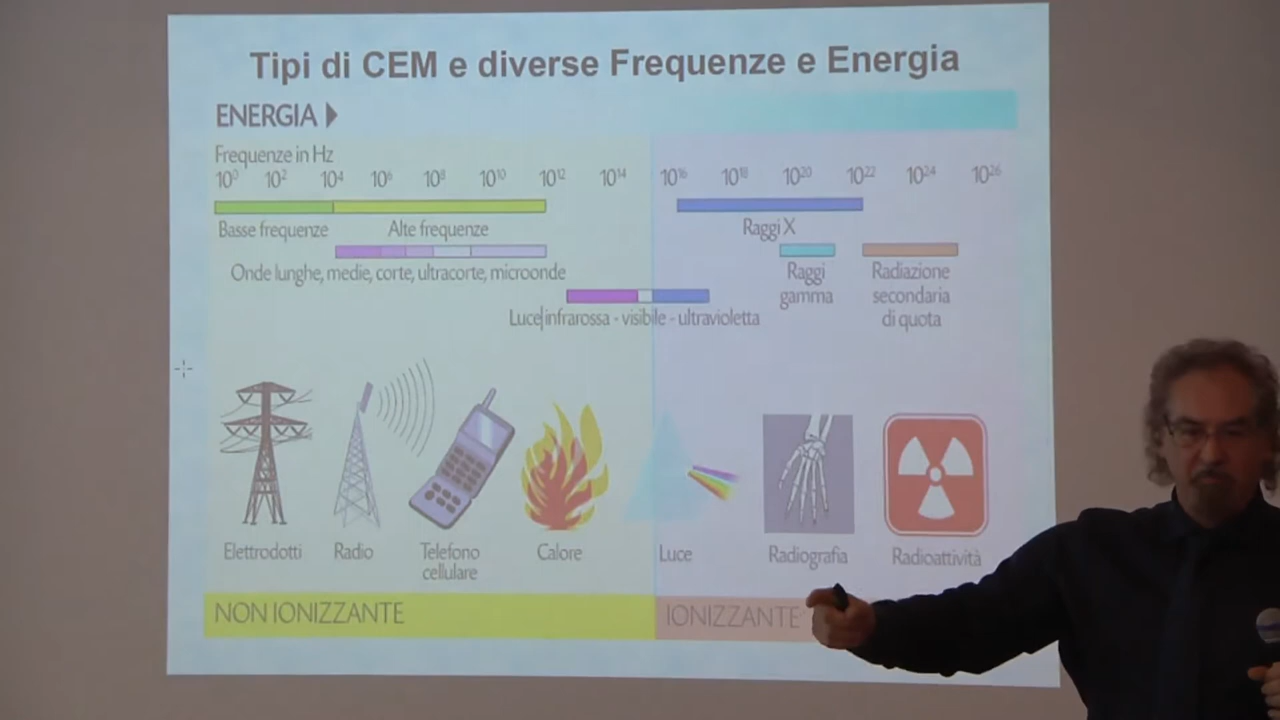 Tipi di CEM e diverse Frequenze e Energia
ENERGIA
Frequenze in Hz
10⁰ 10² 10⁴ 10⁶ 10⁸ 10¹⁰ 10¹² 10¹⁴ 10¹⁶ 10¹⁸ 10²⁰ 10²² 10²⁴ 10²⁶
Basse frequenze Alte frequenze Raggi X
Onde lunghe, medie, corte, ultracorte, microonde
Raggi
gamma
Radiazione
secondaria
di quota
Luce infrarossa - visibile - ultravioletta
Elettrodotti
Radio
Telefono
cellulare
Calore
Luce
Radiografia
Radioattività
NON IONIZZANTE
IONIZZANTE